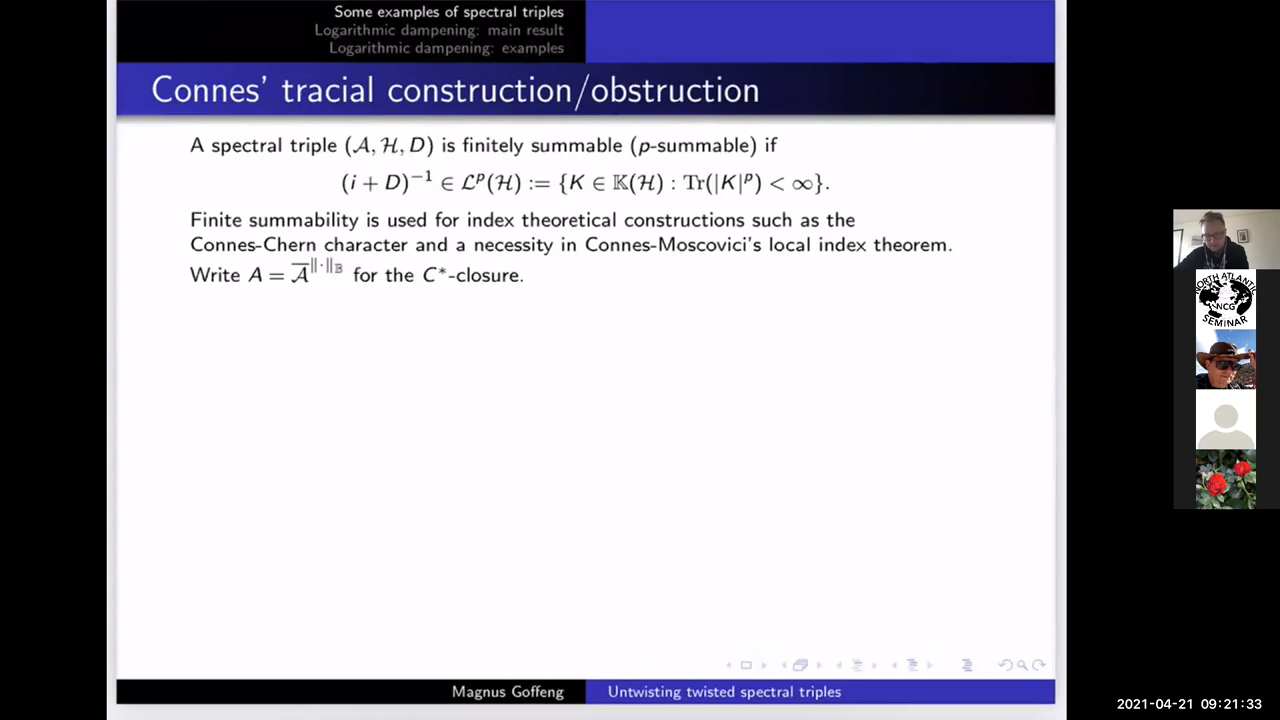 Some examples of spectral triples
Logarithmic dampening: main result
Logarithmic dampening: examples
Connes' tracial construction/obstruction
A spectral triple (𝒜, ℋ, D) is finitely summable (p-summable) if
(i + D)⁻¹ ∈ ℒᵖ(ℋ) := {K ∈ 𝕂(ℋ) : Tr(|K|ᵖ) < ∞}.
Finite summability is used for index theoretical constructions such as the
Connes-Chern character and a necessity in Connes-Moscovici's local index theorem.
Write A = 𝒜̅^{‖·‖_𝔹} for the C*-closure.
NORTH ATLANTIC
NCG
SEMINAR
Magnus Goffeng
Untwisting twisted spectral triples
2021-04-21 09:21:33